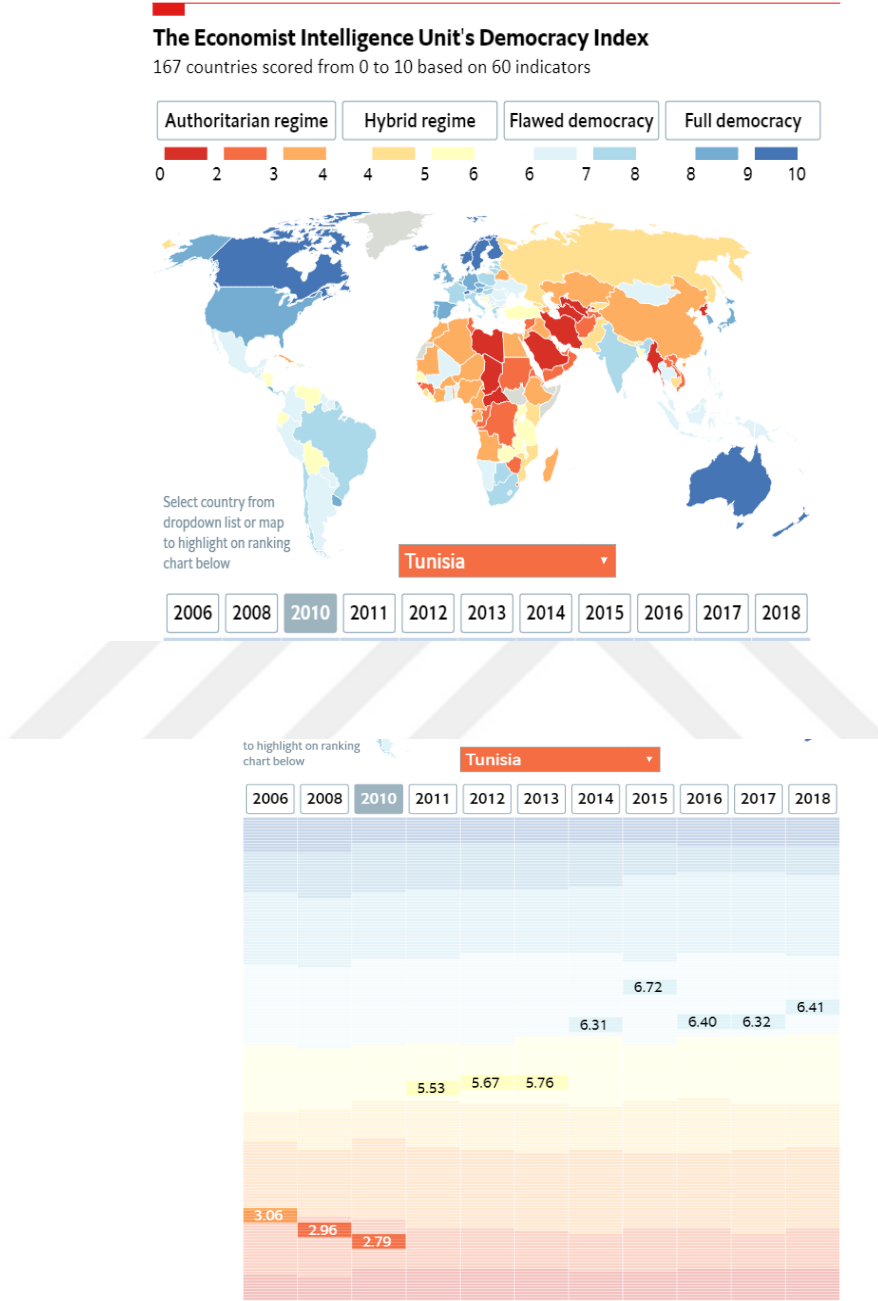 The Economist Intelligence Unit's Democracy Index
167 countries scored from 0 to 10 based on 60 indicators
Authoritarian regime Hybrid regime Flawed democracy Full democracy
0 2 3 4 4 5 6 6 7 8 8 9 10
Select country from
dropdown list or map
to highlight on ranking
chart below
Tunisia
2006 2008 2010 2011 2012 2013 2014 2015 2016 2017 2018
to highlight on ranking
chart below
Tunisia
2006 2008 2010 2011 2012 2013 2014 2015 2016 2017 2018
6.72
6.41
6.31 6.40 6.32
5.53 5.67 5.76
3.06
2.96
2.79